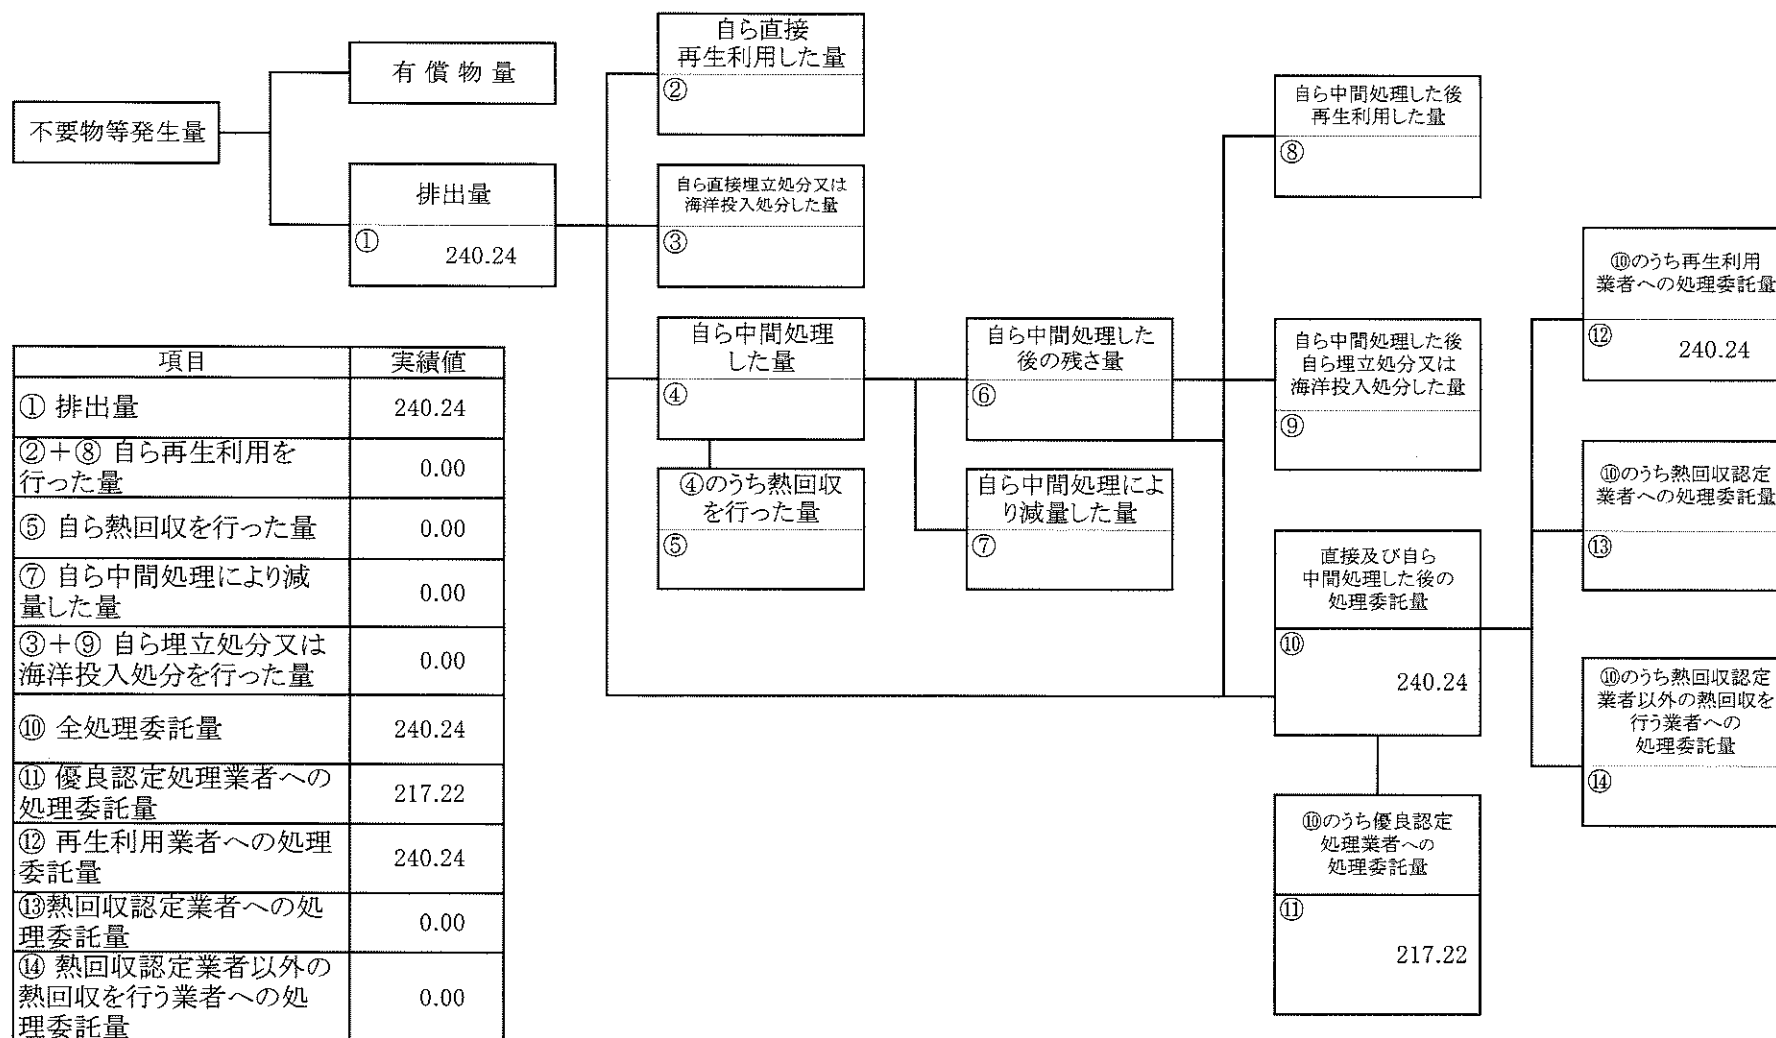 不要物等発生量
有償物量
排出量
①
240.24
自ら直接
再生利用した量
②
自ら直接埋立処分又は
海洋投入処分した量
③
自ら中間処理
した量
④
④のうち熱回収
を行った量
⑤
自ら中間処理した
後の残さ量
⑥
自ら中間処理によ
り減量した量
⑦
自ら中間処理した後
再生利用した量
⑧
自ら中間処理した後
自ら埋立処分又は
海洋投入処分した量
⑨
直接及び自ら
中間処理した後の
処理委託量
⑩
240.24
⑩のうち優良認定
処理業者への
処理委託量
⑪
217.22
⑩のうち再生利用
業者への処理委託量
⑫
240.24
⑩のうち熱回収認定
業者への処理委託量
⑬
⑩のうち熱回収認定
業者以外の熱回収を
行う業者への
処理委託量
⑭
項目 実績値
① 排出量 240.24
②+⑧ 自ら再生利用を
行った量 0.00
⑤ 自ら熱回収を行った量 0.00
⑦ 自ら中間処理により減
量した量 0.00
③+⑨ 自ら埋立処分又は
海洋投入処分を行った量 0.00
⑩ 全処理委託量 240.24
⑪ 優良認定処理業者への
処理委託量 217.22
⑫ 再生利用業者への処理
委託量 240.24
⑬熱回収認定業者への処
理委託量 0.00
⑭ 熱回収認定業者以外の
熱回収を行う業者への処
理委託量 0.00